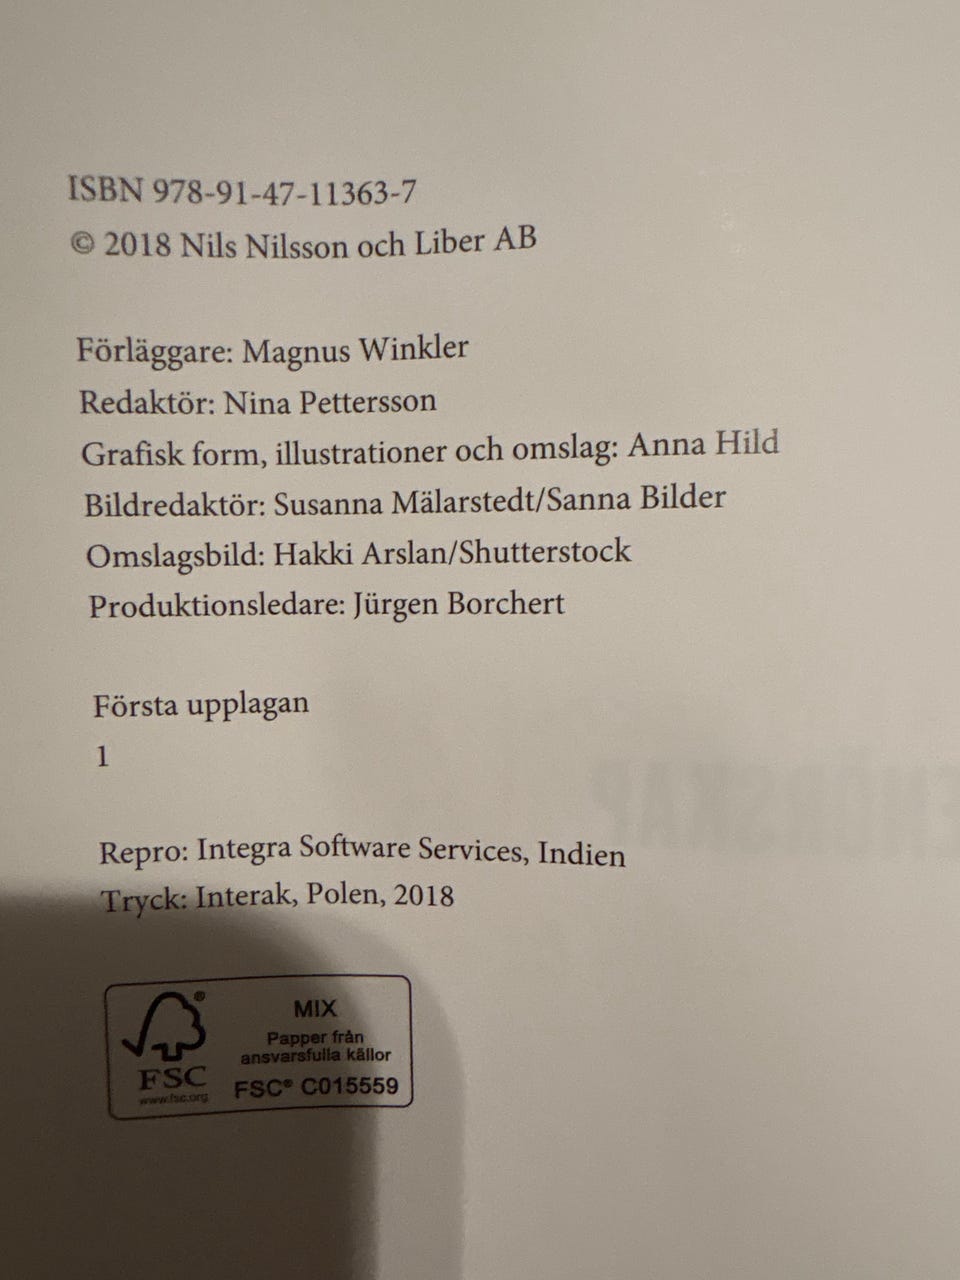 ISBN 978-91-47-11363-7
© 2018 Nils Nilsson och Liber AB
Förläggare: Magnus Winkler
Redaktör: Nina Pettersson
Grafisk form, illustrationer och omslag: Anna Hild
Bildredaktör: Susanna Mälarstedt/Sanna Bilder
Omslagsbild: Hakki Arslan/Shutterstock
Produktionsledare: Jürgen Borchert
Första upplagan
1
Repro: Integra Software Services, Indien
Tryck: Interak, Polen, 2018
MIX
Papper från
ansvarsfulla källor
FSC® C015559
®
FSC
www.fsc.org